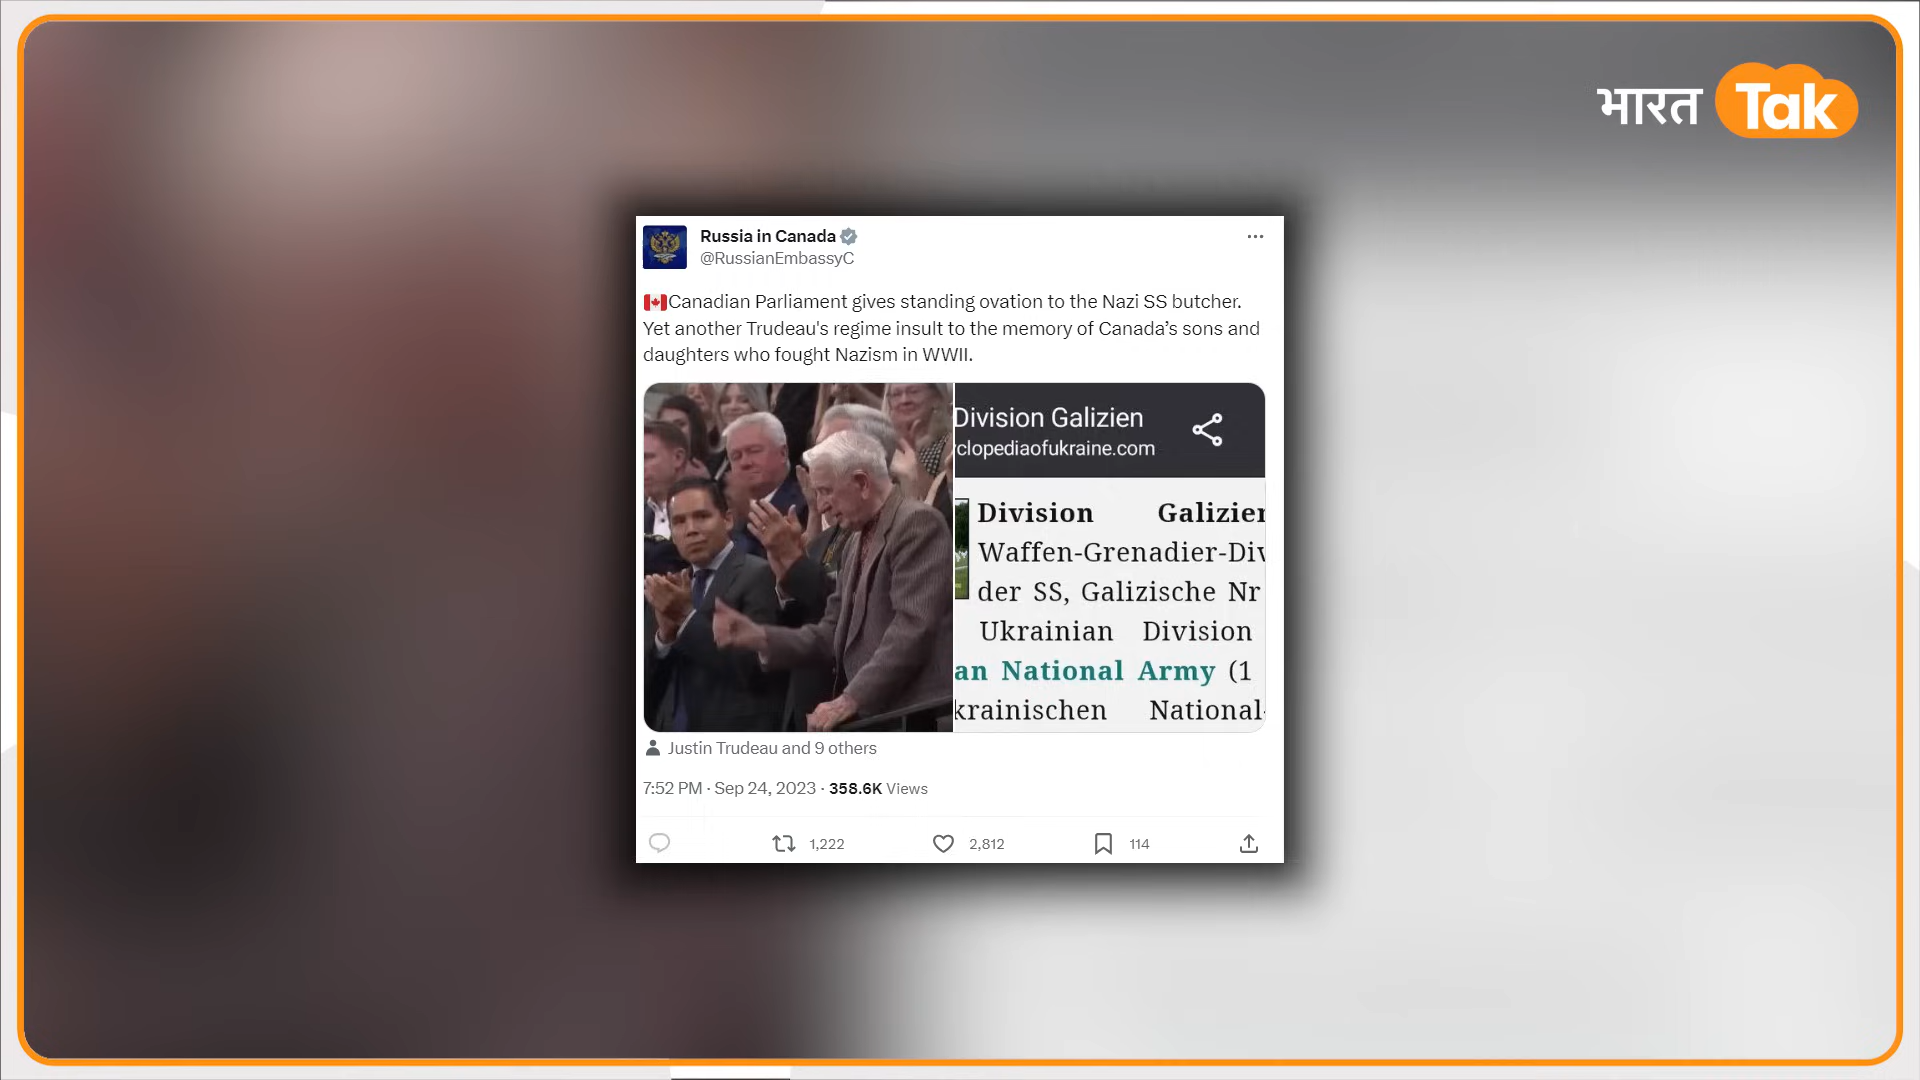 भारत Tak
Russia in Canada
@RussianEmbassyC
Canadian Parliament gives standing ovation to the Nazi SS butcher.
Yet another Trudeau's regime insult to the memory of Canada’s sons and
daughters who fought Nazism in WWII.
Division Galizien
clopediaofukraine.com
Division Galizien
Waffen-Grenadier-Div
der SS, Galizische Nr
Ukrainian Division
an National Army (1
krainischen National-
Justin Trudeau and 9 others
7:52 PM · Sep 24, 2023 · 358.6K Views
1,222 2,812 114